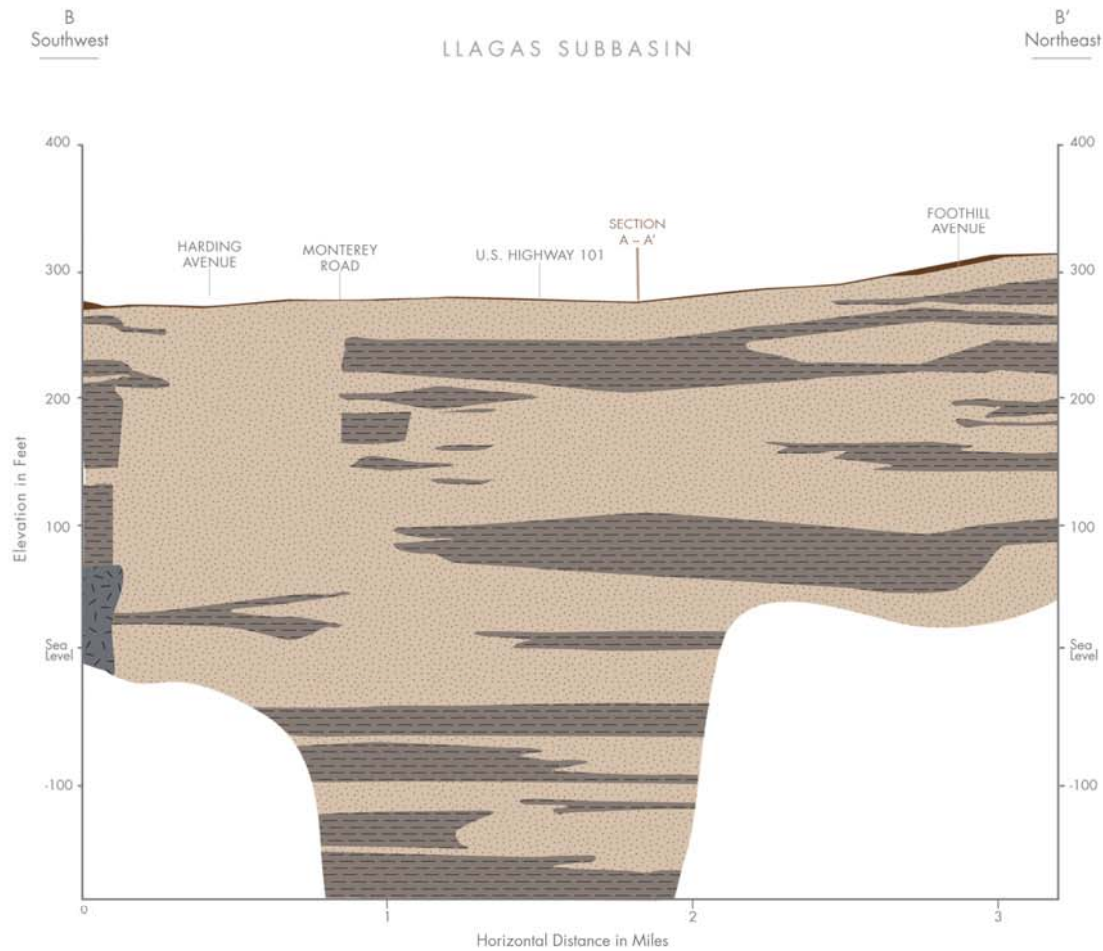 B
Southwest
LLAGAS SUBBASIN
B'
Northeast
400
400
HARDING
AVENUE
MONTEREY
ROAD
U.S. HIGHWAY 101
SECTION
A – A'
FOOTHILL
AVENUE
300
300
200
200
Elevation in Feet
100
100
Sea
Level
Sea
Level
-100
-100
0
1
2
3
Horizontal Distance in Miles